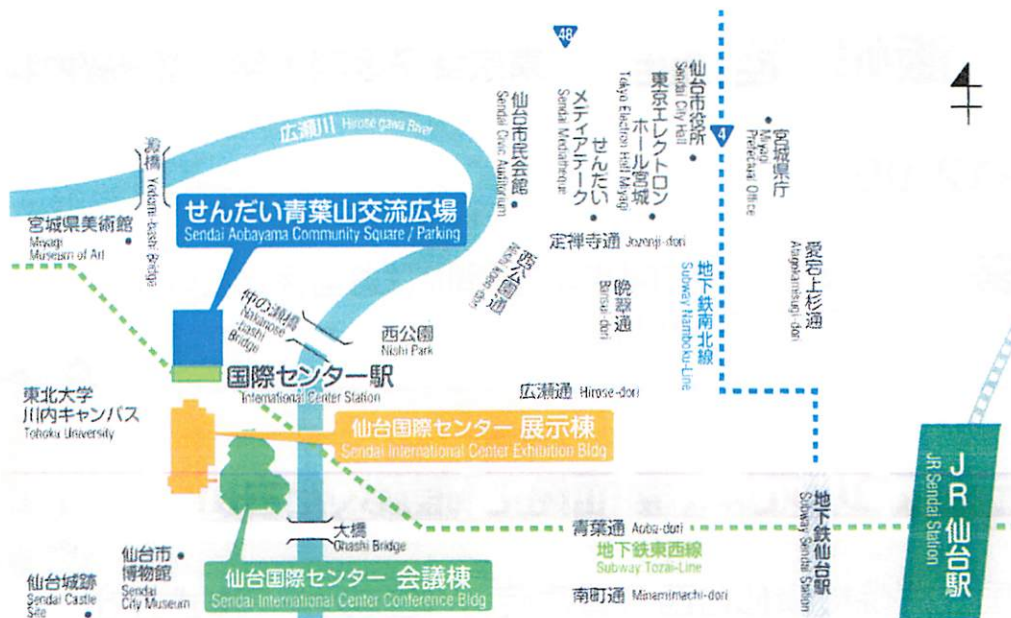 48
仙台市役所
Sendai City Hall
東京エレクトロン
ホール宮城
Tokyo Electron Hall Miyagi
せんだい
メディアテーク
Sendai Mediatheque
仙台市民会館
Sendai Civic Auditorium
4
宮城県庁
Miyagi
Prefectural Office
広瀬川 Hirose gawa River
澱橋 Yodomi-bashi Bridge
宮城県美術館
Miyagi
Museum of Art
せんだい青葉山交流広場
Sendai Aobayama Community Square / Parking
定禅寺通 Jozenji-dori
西公園通
地下鉄南北線
Subway Namboku-Line
愛宕上杉通
Atagokamisugi-dori
晩翠通
Bansui-dori
仲の瀬橋
Nakanose
-bashi
Bridge
西公園
Nishi Park
国際センター駅
International Center Station
広瀬通 Hirose-dori
東北大学
川内キャンパス
Tohoku University
仙台国際センター 展示棟
Sendai International Center Exhibition Bldg
JR仙台駅
JR Sendai Station
地下鉄仙台駅
Subway Sendai Station
大橋
Ohashi Bridge
青葉通 Aoba-dori
地下鉄東西線
Subway Tozai-Line
南町通 Minamimachi-dori
仙台市
博物館
Sendai
City Museum
仙台城跡
Sendai Castle
Site
仙台国際センター 会議棟
Sendai International Center Conference Bldg